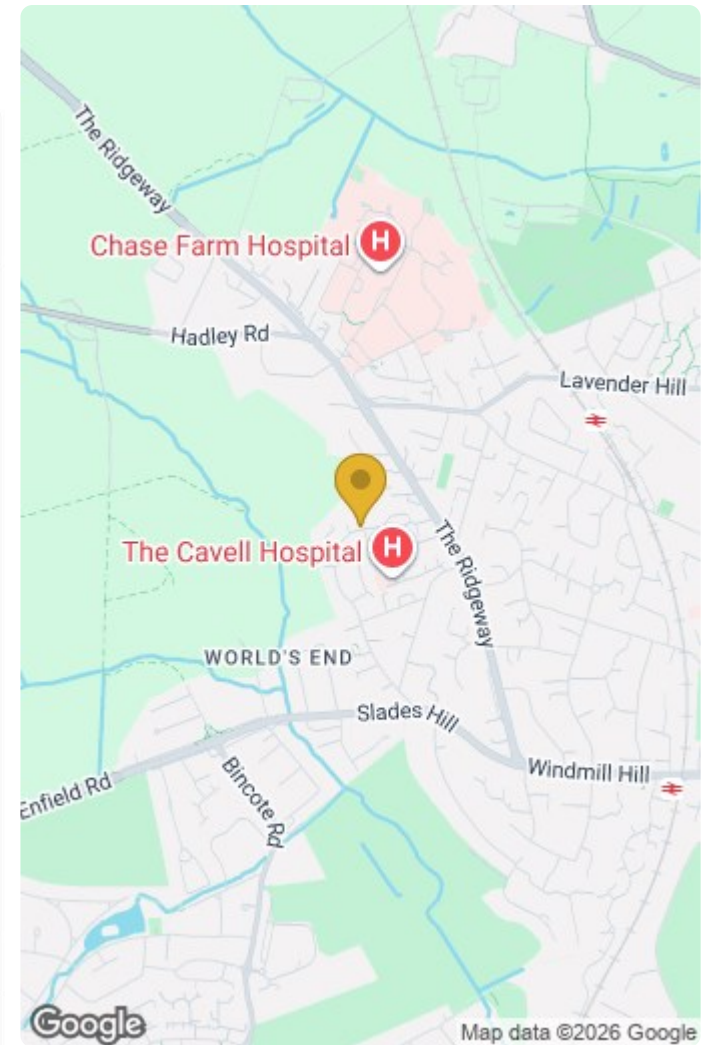 The Ridgeway
Chase Farm Hospital
H
Hadley Rd
Lavender Hill
The Cavell Hospital
H
The Ridgeway
WORLD'S END
Slades Hill
Windmill Hill
Enfield Rd
Bincote Rd
Google
Map data ©2026 Google